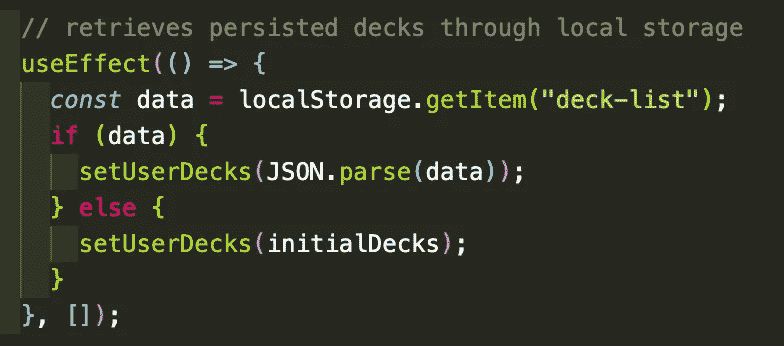 // retrieves persisted decks through local storage
useEffect(() => {
  const data = localStorage.getItem("deck-list");
  if (data) {
    setUserDecks(JSON.parse(data));
  } else {
    setUserDecks(initialDecks);
  }
}, []);